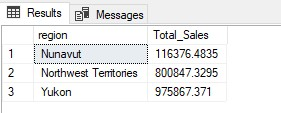 Results Messages
region Total_Sales
1 Nunavut 116376.4835
2 Northwest Territories 800847.3295
3 Yukon 975867.371